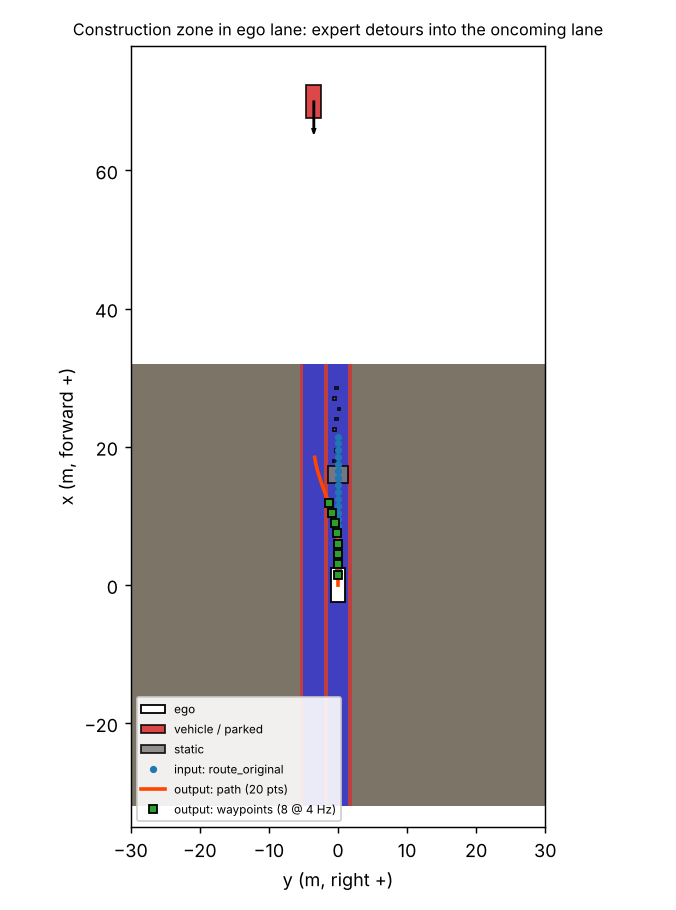 Construction zone in ego lane: expert detours into the oncoming lane
60
40
20
0
−20
x (m, forward +)
ego
vehicle / parked
static
input: route_original
output: path (20 pts)
output: waypoints (8 @ 4 Hz)
−30
−20
−10
0
10
20
30
y (m, right +)